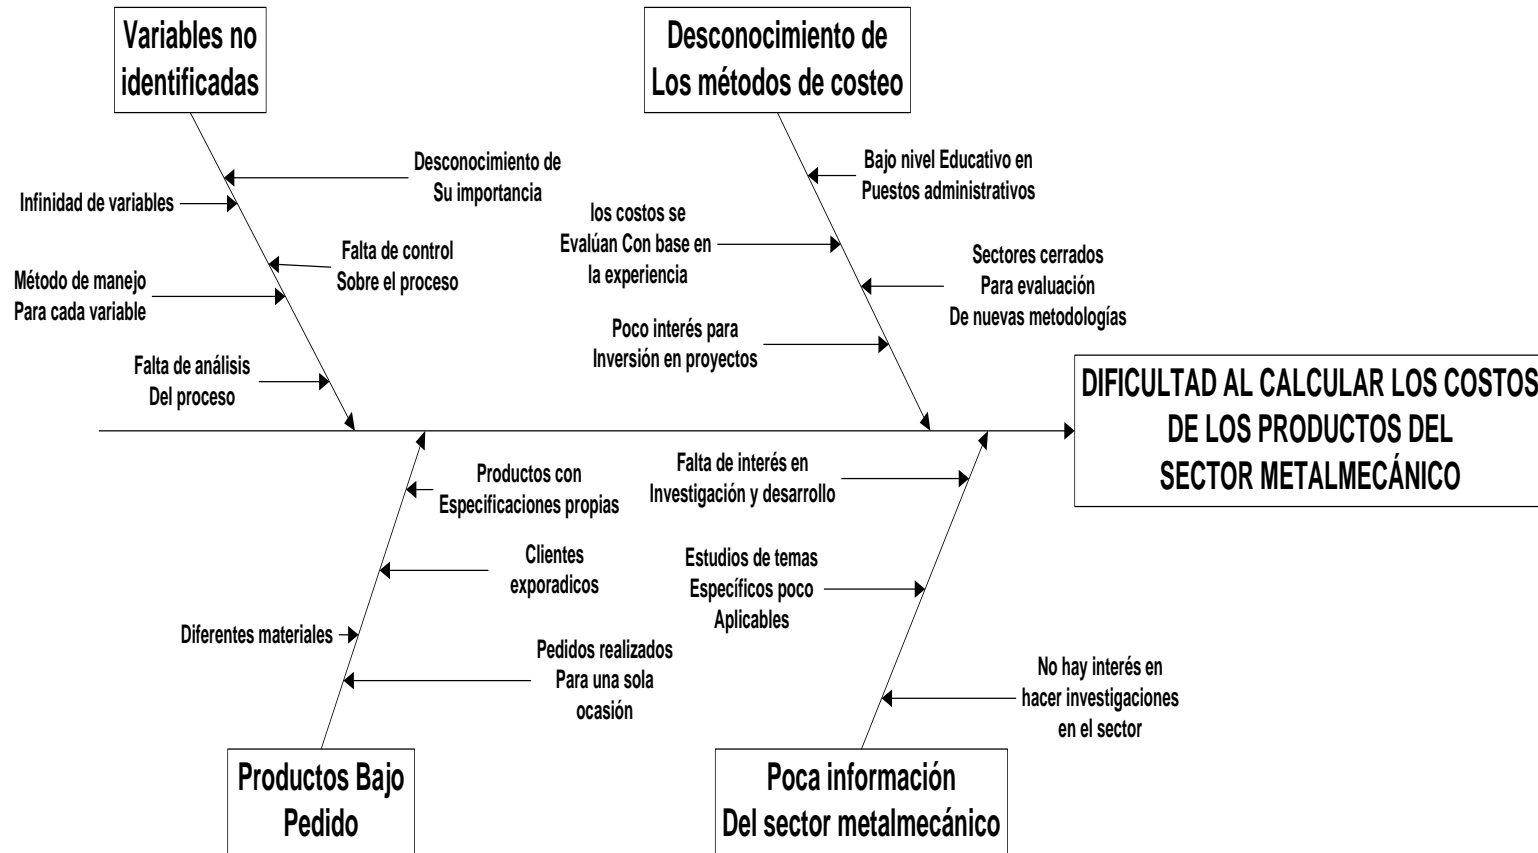 Variables no
identificadas
Desconocimiento de
Los métodos de costeo
Desconocimiento de
Su importancia
Infinidad de variables
Falta de control
Sobre el proceso
Método de manejo
Para cada variable
Falta de análisis
Del proceso
Bajo nivel Educativo en
Puestos administrativos
los costos se
Evalúan Con base en
la experiencia
Sectores cerrados
Para evaluación
De nuevas metodologías
Poco interés para
Inversión en proyectos
DIFICULTAD AL CALCULAR LOS COSTOS
DE LOS PRODUCTOS DEL
SECTOR METALMECÁNICO
Productos con
Especificaciones propias
Clientes
exporadicos
Diferentes materiales
Pedidos realizados
Para una sola
ocasión
Falta de interés en
Investigación y desarrollo
Estudios de temas
Específicos poco
Aplicables
No hay interés en
hacer investigaciones
en el sector
Productos Bajo
Pedido
Poca información
Del sector metalmecánico